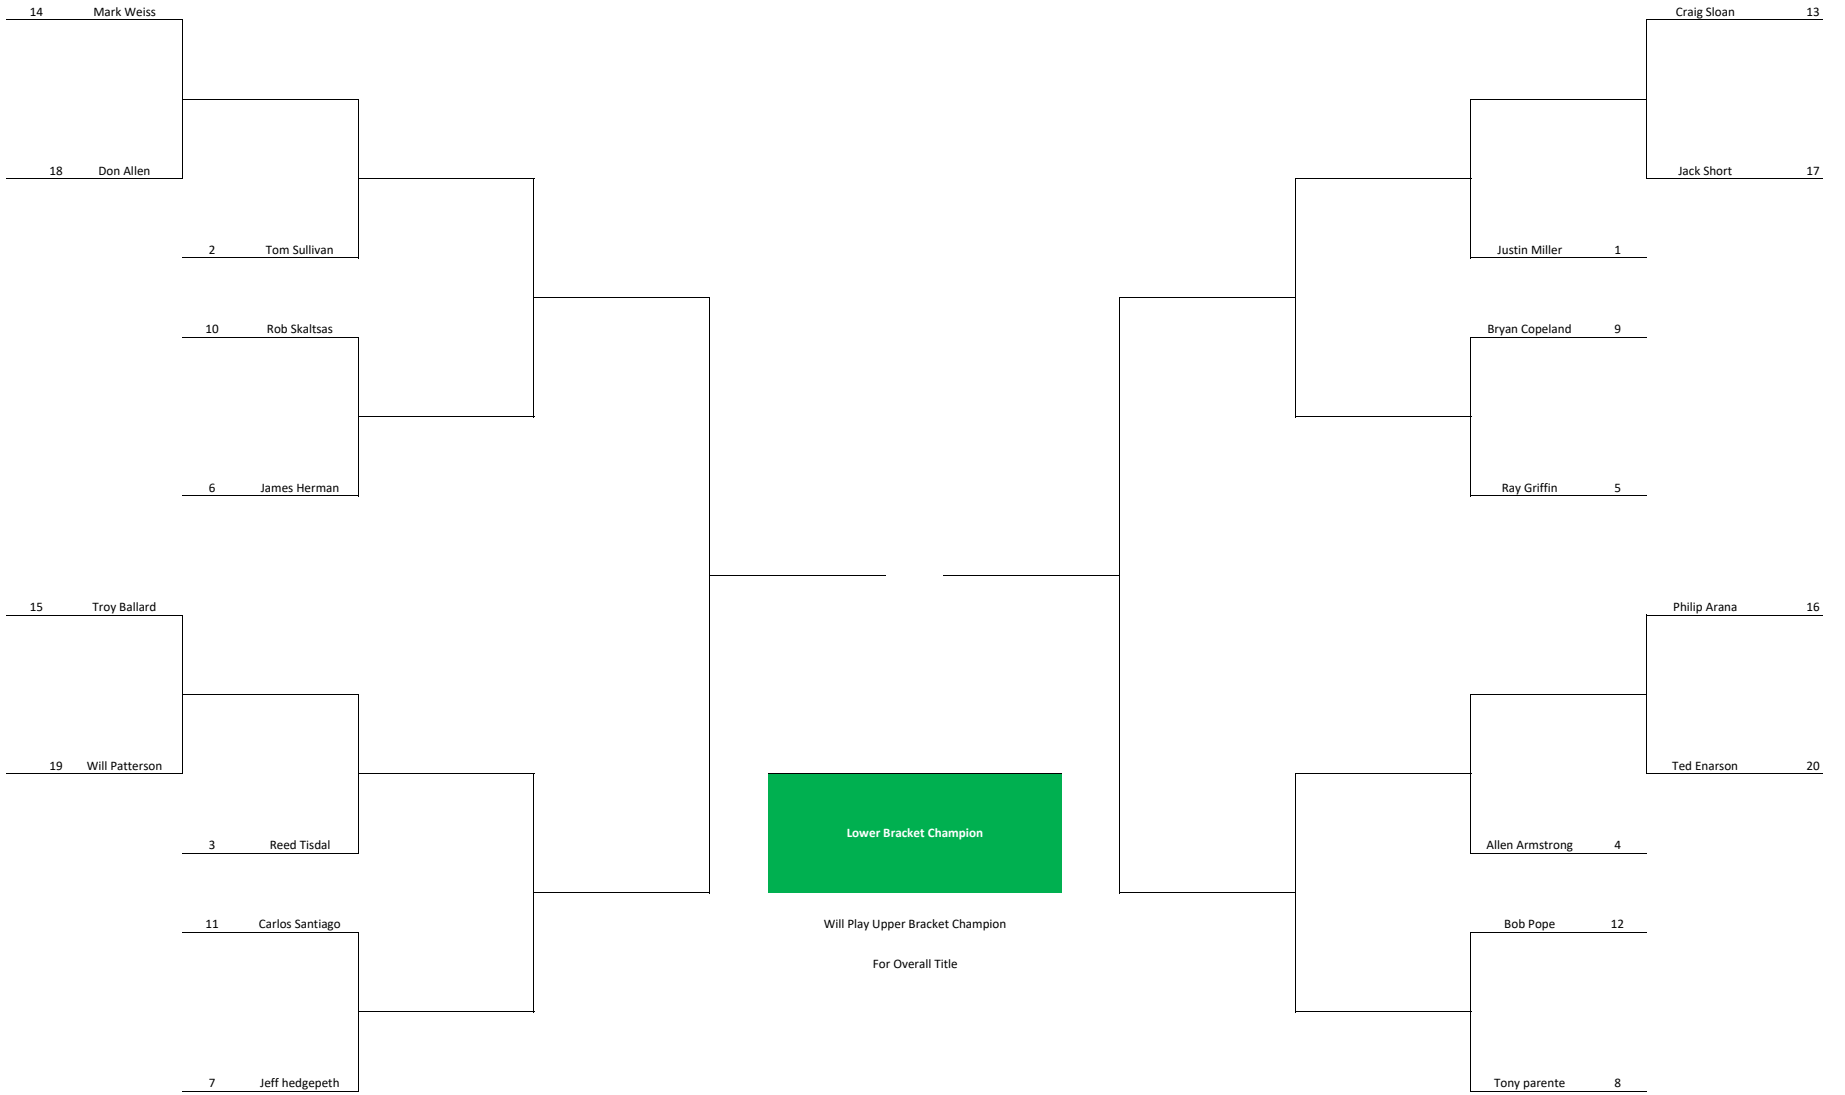 14 Mark Weiss
Craig Sloan 13
18 Don Allen
Jack Short 17
2 Tom Sullivan
Justin Miller 1
10 Rob Skaltsas
Bryan Copeland 9
6 James Herman
Ray Griffin 5
15 Troy Ballard
Philip Arana 16
19 Will Patterson
Ted Enarson 20
Lower Bracket Champion
3 Reed Tisdal
Allen Armstrong 4
11 Carlos Santiago
Will Play Upper Bracket Champion
Bob Pope 12
For Overall Title
7 Jeff hedgepeth
Tony parente 8